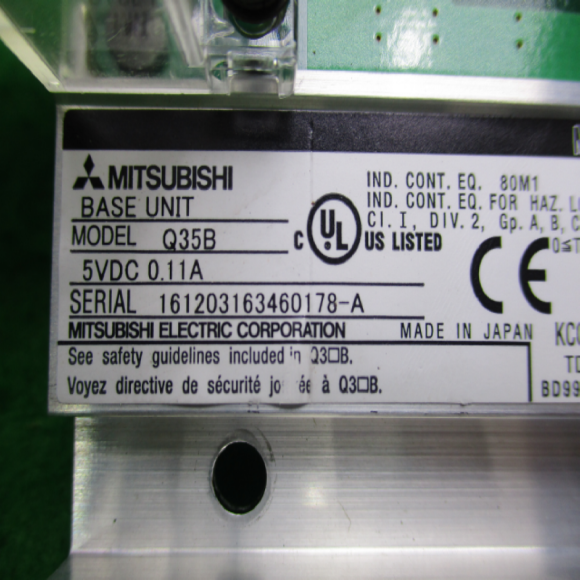 MITSUBISHI
BASE UNIT
MODEL Q35B
5VDC 0.11A
SERIAL 161203163460178-A
MITSUBISHI ELECTRIC CORPORATION
See safety guidelines included in Q3□B.
Voyez directive de sécurité à Q3□B.
IND. CONT. EQ. 80M1
IND. CONT. EQ. FOR HAZ.
CI. I, DIV. 2, Gp. A, B, C
C UL US LISTED
CE
MADE IN JAPAN